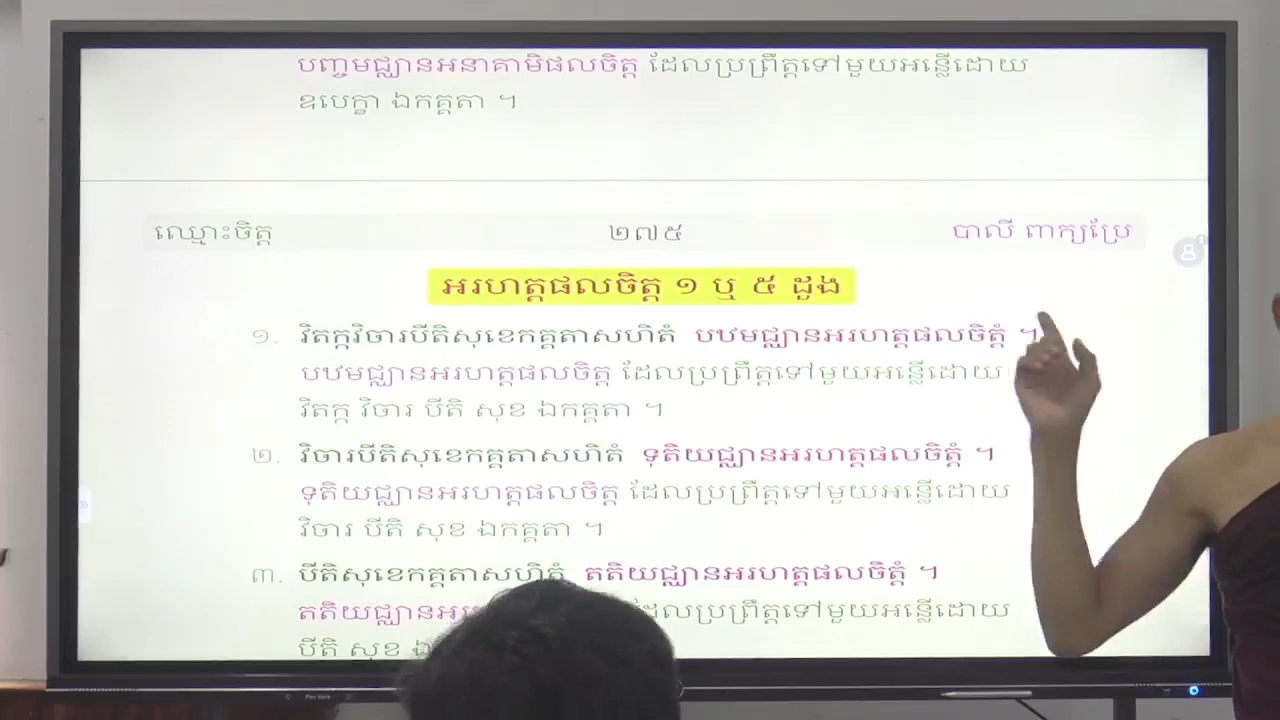 បញ្ចមជ្ឈានអនាគាមិផលចិត្ត ដែលប្រព្រឹត្តទៅមួយអន្លើដោយ
ឧបេក្ខា ឯកគ្គតា ។
ឈ្មោះចិត្ត ២៧៥ បាលី ពាក្យប្រែ
អរហត្តផលចិត្ត ១ ឬ ៥ ដួង
១. វិតក្កវិចារបីតិសុខេកគ្គតាសហិតំ បឋមជ្ឈានអរហត្តផលចិត្តំ ។
បឋមជ្ឈានអរហត្តផលចិត្ត ដែលប្រព្រឹត្តទៅមួយអន្លើដោយ
វិតក្ក វិចារ បីតិ សុខ ឯកគ្គតា ។
២. វិចារបីតិសុខេកគ្គតាសហិតំ ទុតិយជ្ឈានអរហត្តផលចិត្តំ ។
ទុតិយជ្ឈានអរហត្តផលចិត្ត ដែលប្រព្រឹត្តទៅមួយអន្លើដោយ
វិចារ បីតិ សុខ ឯកគ្គតា ។
៣. បីតិសុខេកគ្គតាសហិតំ តតិយជ្ឈានអរហត្តផលចិត្តំ ។
តតិយជ្ឈានអរ ដែលប្រព្រឹត្តទៅមួយអន្លើដោយ
បីតិ សុខ